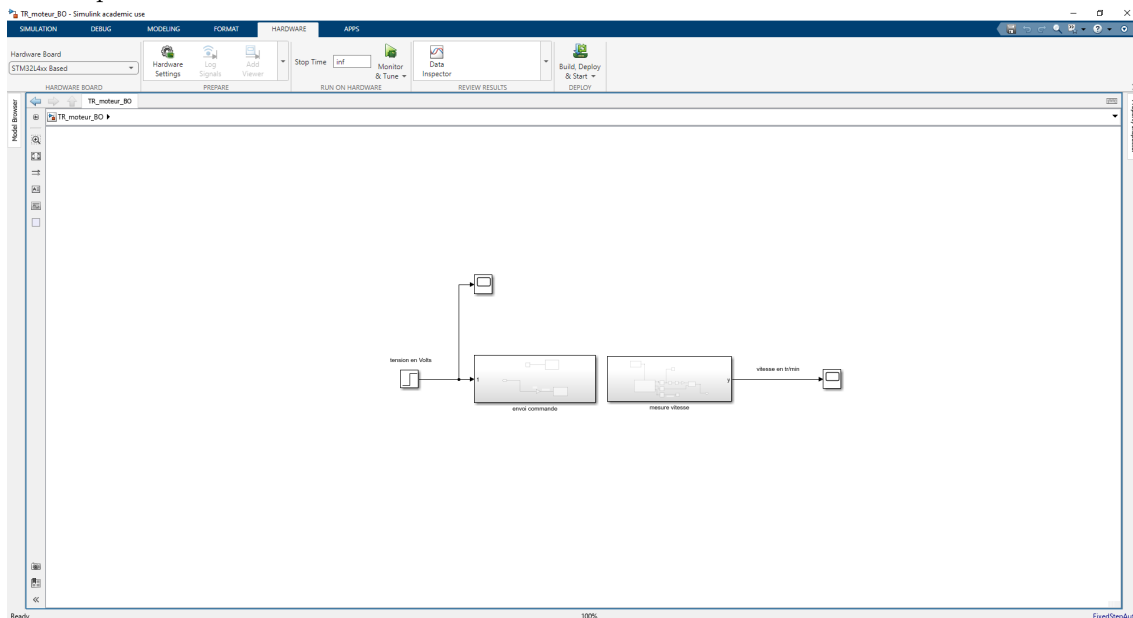 TR_moteur_BO - Simulink academic use
SIMULATION DEBUG MODELING FORMAT HARDWARE APPS
Hardware Board
STM32L4xx Based
Hardware Settings
Log Signals
Add Viewer
Stop Time inf
Monitor & Tune
Data Inspector
Build, Deploy & Start
HARDWARE BOARD PREPARE RUN ON HARDWARE REVIEW RESULTS DEPLOY
TR_moteur_BO
TR_moteur_BO
Model Browser
tension en Volts
1
envoi commande
y
mesure vitesse
vitesse en tr/min
Ready 100% FixedStepAut